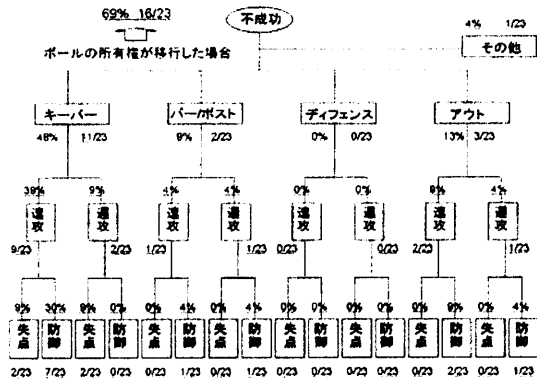 69% 16/23
不成功
4% 1/23
ボールの所有権が移行した場合
その他
キーパー バー/ポスト ディフェンス アウト
48% 11/23 9% 2/23 0% 0/23 13% 3/23
39% 9% 4% 4% 0% 0% 9% 4%
速攻 遅攻 速攻 遅攻 速攻 遅攻 速攻 遅攻
9/23 2/23 1/23 1/23 0/23 0/23 2/23 1/23
9% 30% 9% 0% 0% 4% 0% 4% 0% 0% 0% 0% 0% 9% 0% 4%
失点 防御 失点 防御 失点 防御 失点 防御 失点 防御 失点 防御 失点 防御 失点 防御
2/23 7/23 2/23 0/23 0/23 1/23 0/23 1/23 0/23 0/23 0/23 0/23 0/23 2/23 0/23 1/23